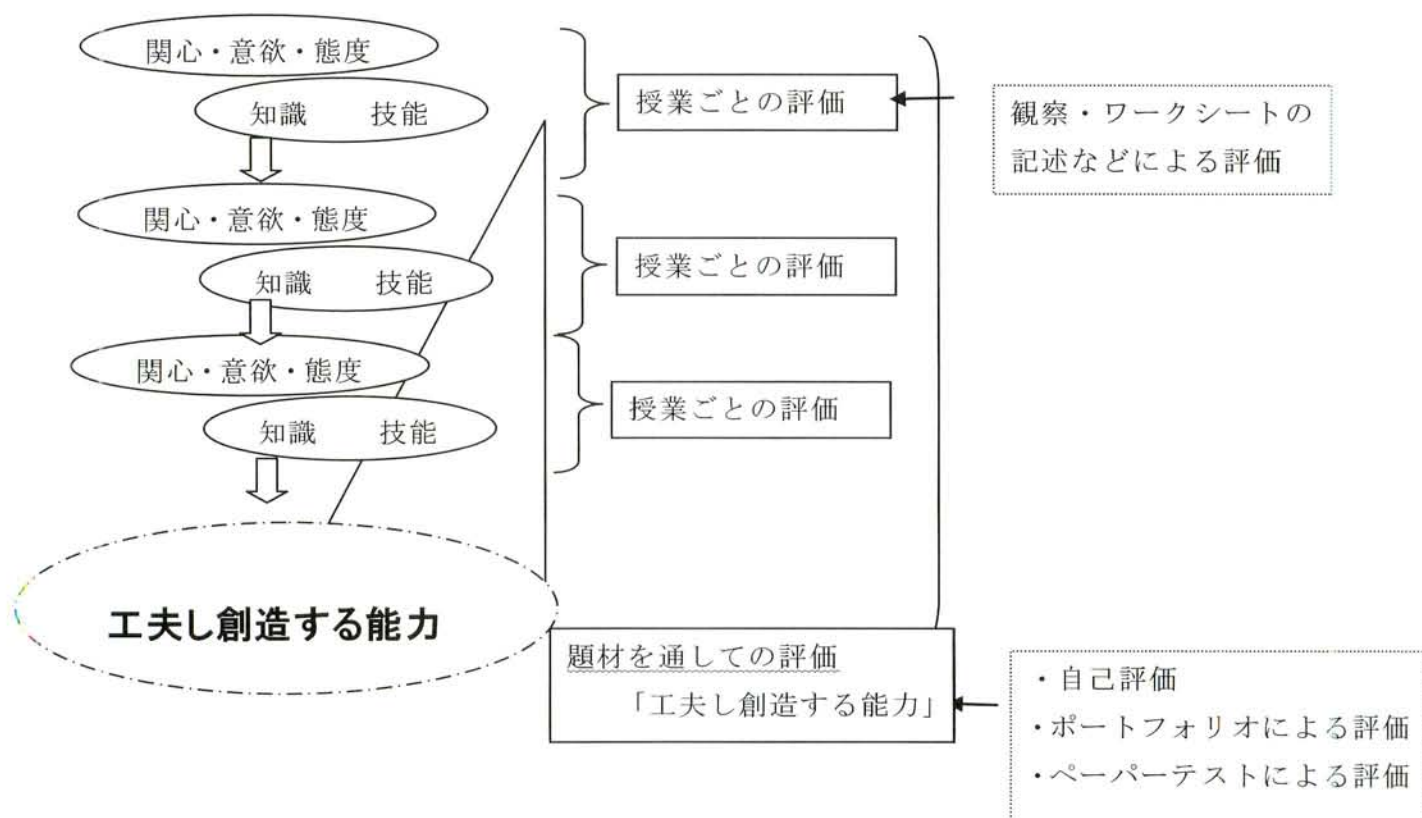 関心・意欲・態度
知識 技能
授業ごとの評価
観察・ワークシートの
記述などによる評価
関心・意欲・態度
知識 技能
授業ごとの評価
関心・意欲・態度
知識 技能
授業ごとの評価
工夫し創造する能力
題材を通しての評価
「工夫し創造する能力」
・自己評価
・ポートフォリオによる評価
・ペーパーテストによる評価